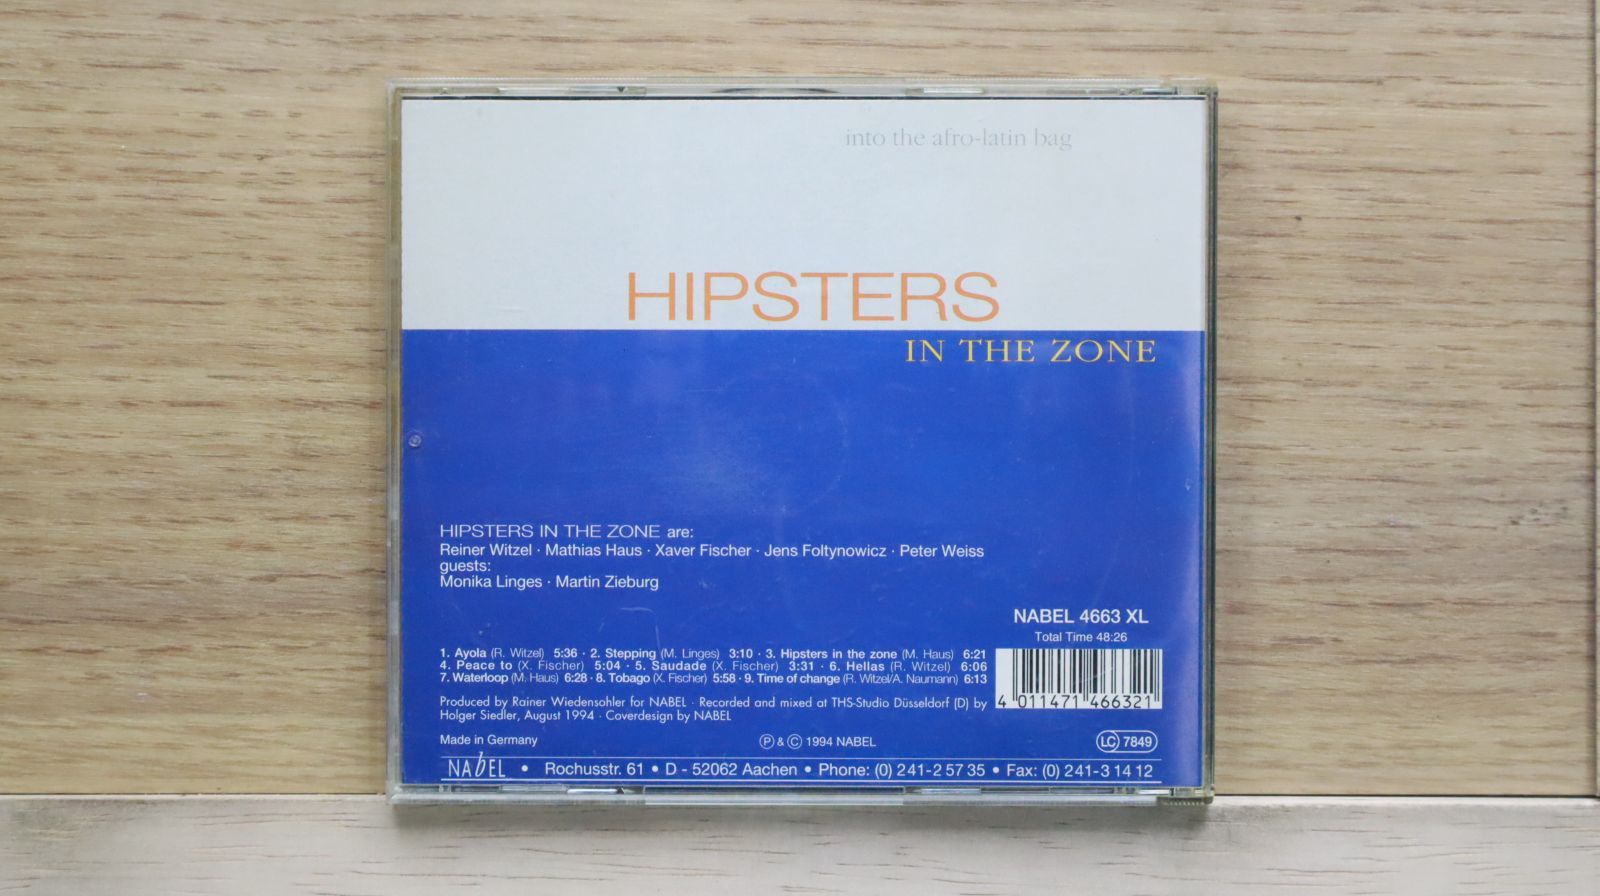 into the afro-latin bag
HIPSTERS
IN THE ZONE
HIPSTERS IN THE ZONE are:
Reiner Witzel · Mathias Haus · Xaver Fischer · Jens Foltynowicz · Peter Weiss
guests:
Monika Linges · Martin Zieburg
NABEL 4663 XL
Total Time 48:26
1. Ayola (R. Witzel) 5:36 · 2. Stepping (M. Linges) 3:10 · 3. Hipsters in the zone (M. Haus) 6:21
4. Peace to (X. Fischer) 5:04 · 5. Saudade (X. Fischer) 3:31 · 6. Hellas (R. Witzel) 6:06
7. Waterloop (M. Haus) 6:28 · 8. Tobago (X. Fischer) 5:58 · 9. Time of change (R. Witzel/A. Naumann) 6:13
4 011471 466321
Produced by Rainer Wiedensohler for NABEL · Recorded and mixed at THS-Studio Düsseldorf (D) by
Holger Siedler, August 1994 · Coverdesign by NABEL
Made in Germany
Ⓟ & © 1994 NABEL
LC 7849
NAbEL • Rochusstr. 61 • D - 52062 Aachen • Phone: (0) 241-2 57 35 • Fax: (0) 241-3 14 12